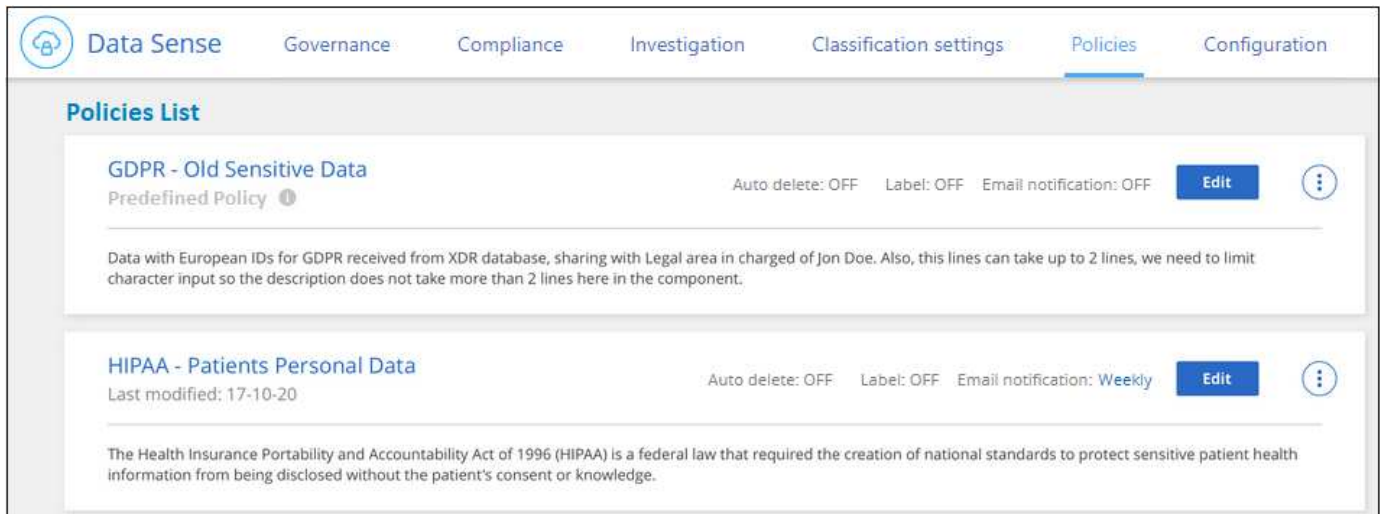 Data Sense Governance Compliance Investigation Classification settings Policies Configuration
Policies List
GDPR - Old Sensitive Data
Predefined Policy
Auto delete: OFF Label: OFF Email notification: OFF Edit
Data with European IDs for GDPR received from XDR database, sharing with Legal area in charged of Jon Doe. Also, this lines can take up to 2 lines, we need to limit
character input so the description does not take more than 2 lines here in the component.
HIPAA - Patients Personal Data
Last modified: 17-10-20
Auto delete: OFF Label: OFF Email notification: Weekly Edit
The Health Insurance Portability and Accountability Act of 1996 (HIPAA) is a federal law that required the creation of national standards to protect sensitive patient health
information from being disclosed without the patient's consent or knowledge.